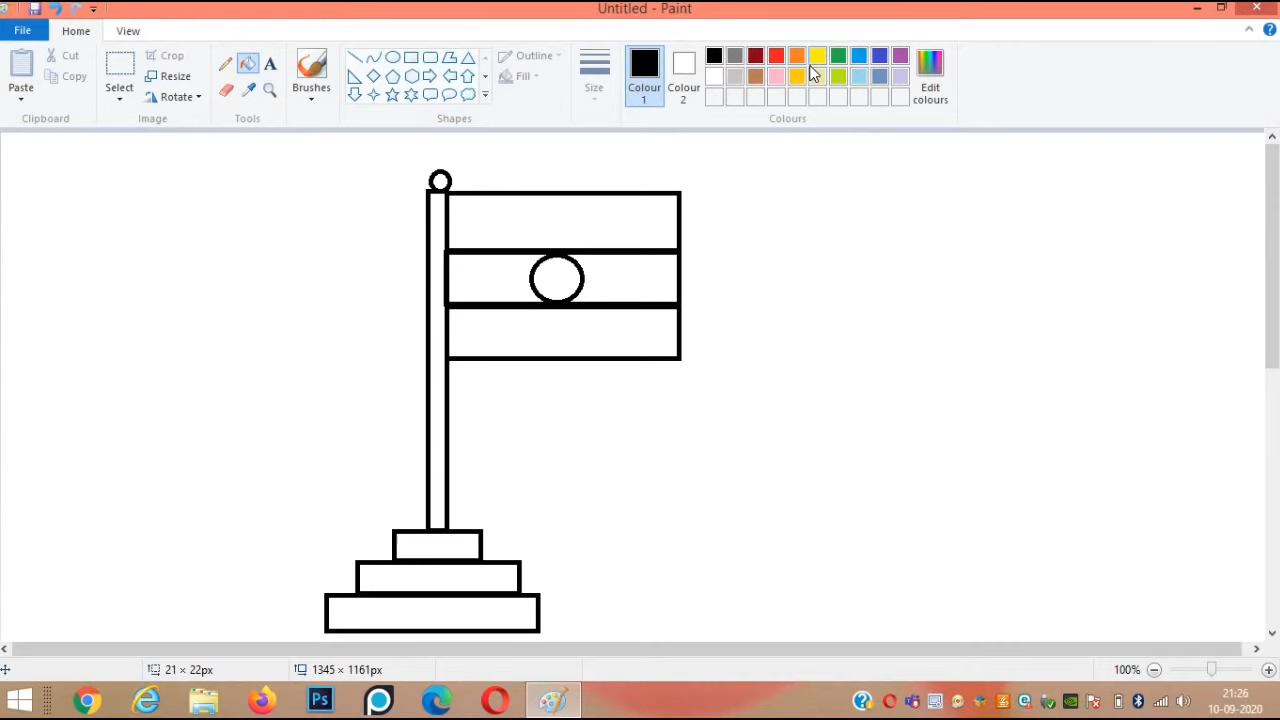 Untitled - Paint
File
Home
View
Paste
Cut
Copy
Clipboard
Select
Crop
Resize
Rotate
Image
A
Tools
Brushes
Shapes
Outline
Fill
Size
Colour
1
Colour
2
Colours
Edit
colours
21 × 22px
1345 × 1161px
100%
Ps
21:26
10-09-2020